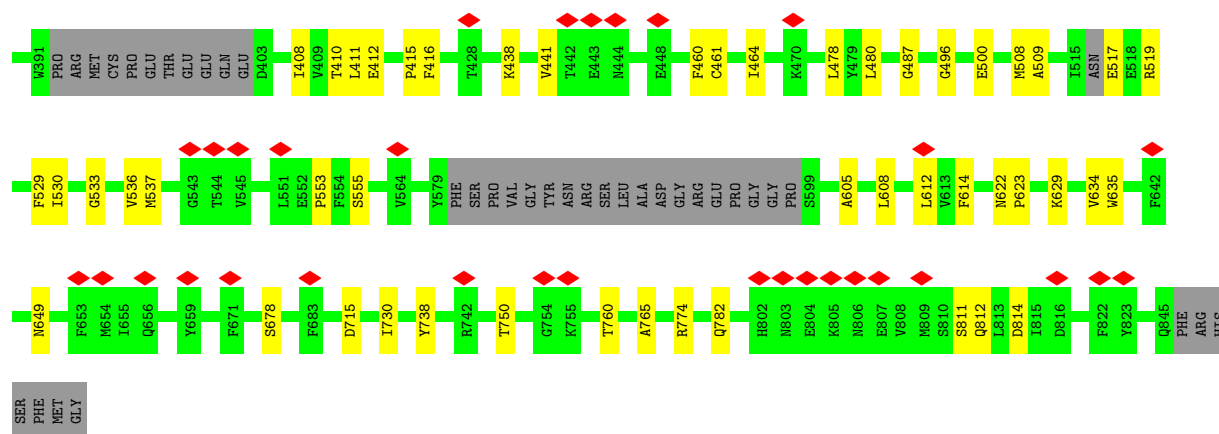 W391 PRO ARG MET CYS PRO GLU THR GLU GLU GLN GLU D403 I408 V409 T410 L411 E412 P415 F416 T428 K438 V441 T442 E443 N444 E448 F460 C461 I464 K470 L478 Y479 L480 G487 G496 E500 M508 A509 I515 ASN E517 E518 R519
F529 I530 G533 V536 M537 G543 T544 V545 L551 E552 P553 F554 S555 V564 Y579 PHE SER PRO VAL GLY TYR ASN ARG SER LEU ALA ASP GLY ARG GLU PRO GLY GLY PRO S599 A605 L608 L612 V613 F614 N622 P623 K629 V634 W635 F642
N649 F653 M654 I655 Q656 Y659 F671 S678 F683 D715 I730 Y738 R742 T750 G754 K755 T760 A765 R774 Q782 H802 N803 E804 K805 N806 E807 V808 M809 S810 S811 Q812 L813 D814 I815 D816 F822 Y823 Q845 PHE ARG HIS
SER PHE MET GLY